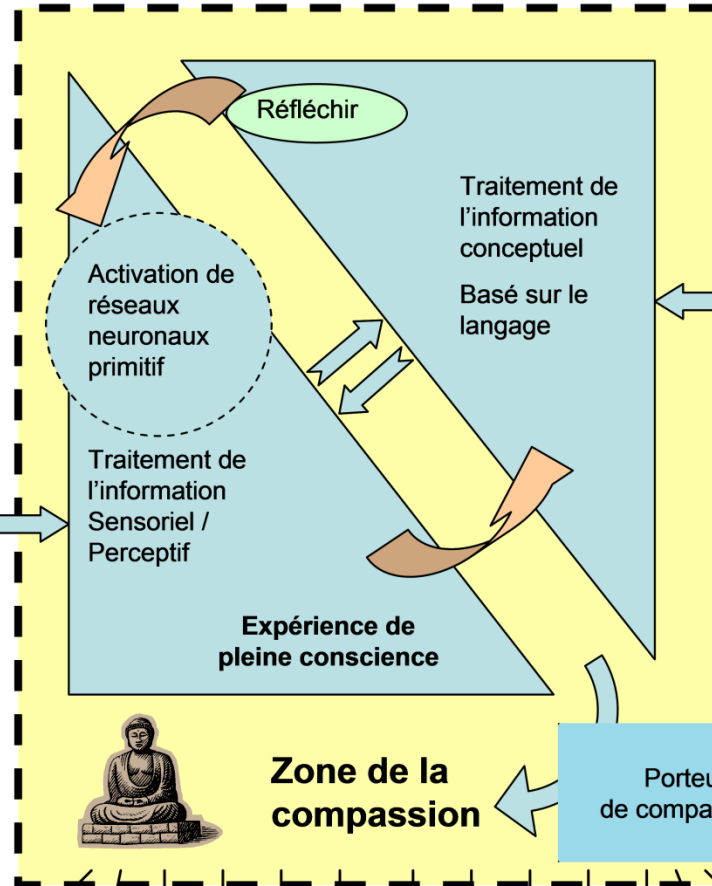 Réfléchir
Traitement de
l'information
conceptuel
Basé sur le
langage
Activation de
réseaux
neuronaux
primitif
Traitement de
l'information
Sensoriel /
Perceptif
Expérience de
pleine conscience
Zone de la
compassion
de